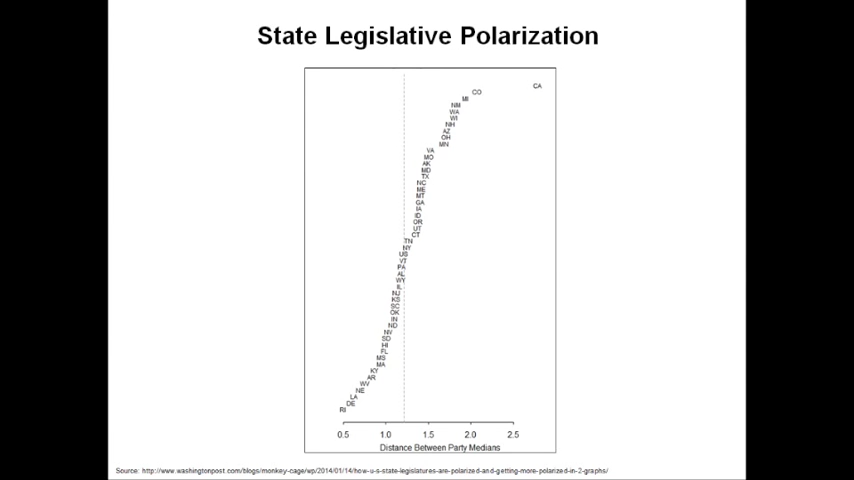 State Legislative Polarization
CA
CO
MI
NM
WA
WI
NH
AZ
OH
MN
VA
MO
AK
MD
TX
NC
ME
MT
GA
IA
ID
OR
UT
CT
TN
NY
US
VT
PA
AL
WY
IL
NJ
KS
SC
OK
IN
ND
NV
SD
HI
FL
MS
MA
KY
AR
WV
NE
LA
DE
RI
0.5 1.0 1.5 2.0 2.5
Distance Between Party Medians
Source: http://www.washingtonpost.com/blogs/monkey-cage/wp/2014/01/14/how-u-s-state-legislatures-are-polarized-and-getting-more-polarized-in-2-graphs/